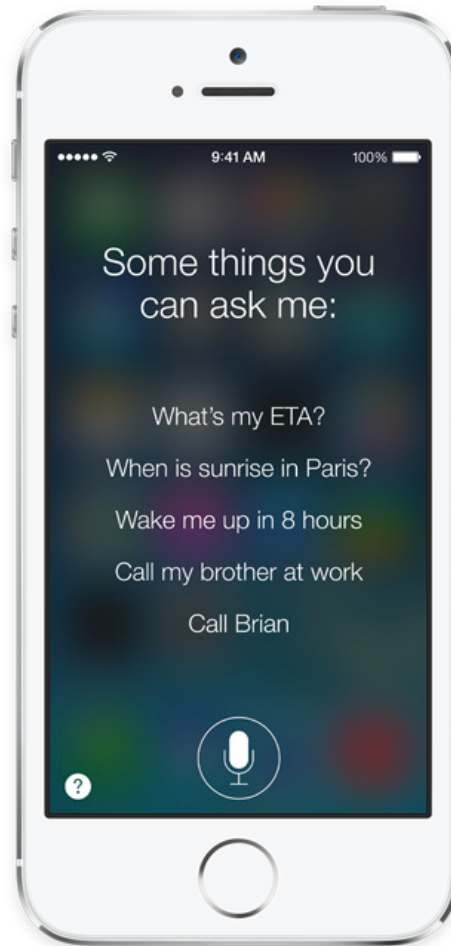 9:41 AM 100%
Some things you
can ask me:
What's my ETA?
When is sunrise in Paris?
Wake me up in 8 hours
Call my brother at work
Call Brian
?